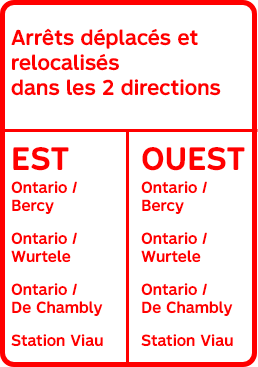 Arrêts déplacés et
relocalisés
dans les 2 directions
EST
Ontario /
Bercy
Ontario /
Wurtele
Ontario /
De Chambly
Station Viau
OUEST
Ontario /
Bercy
Ontario /
Wurtele
Ontario /
De Chambly
Station Viau